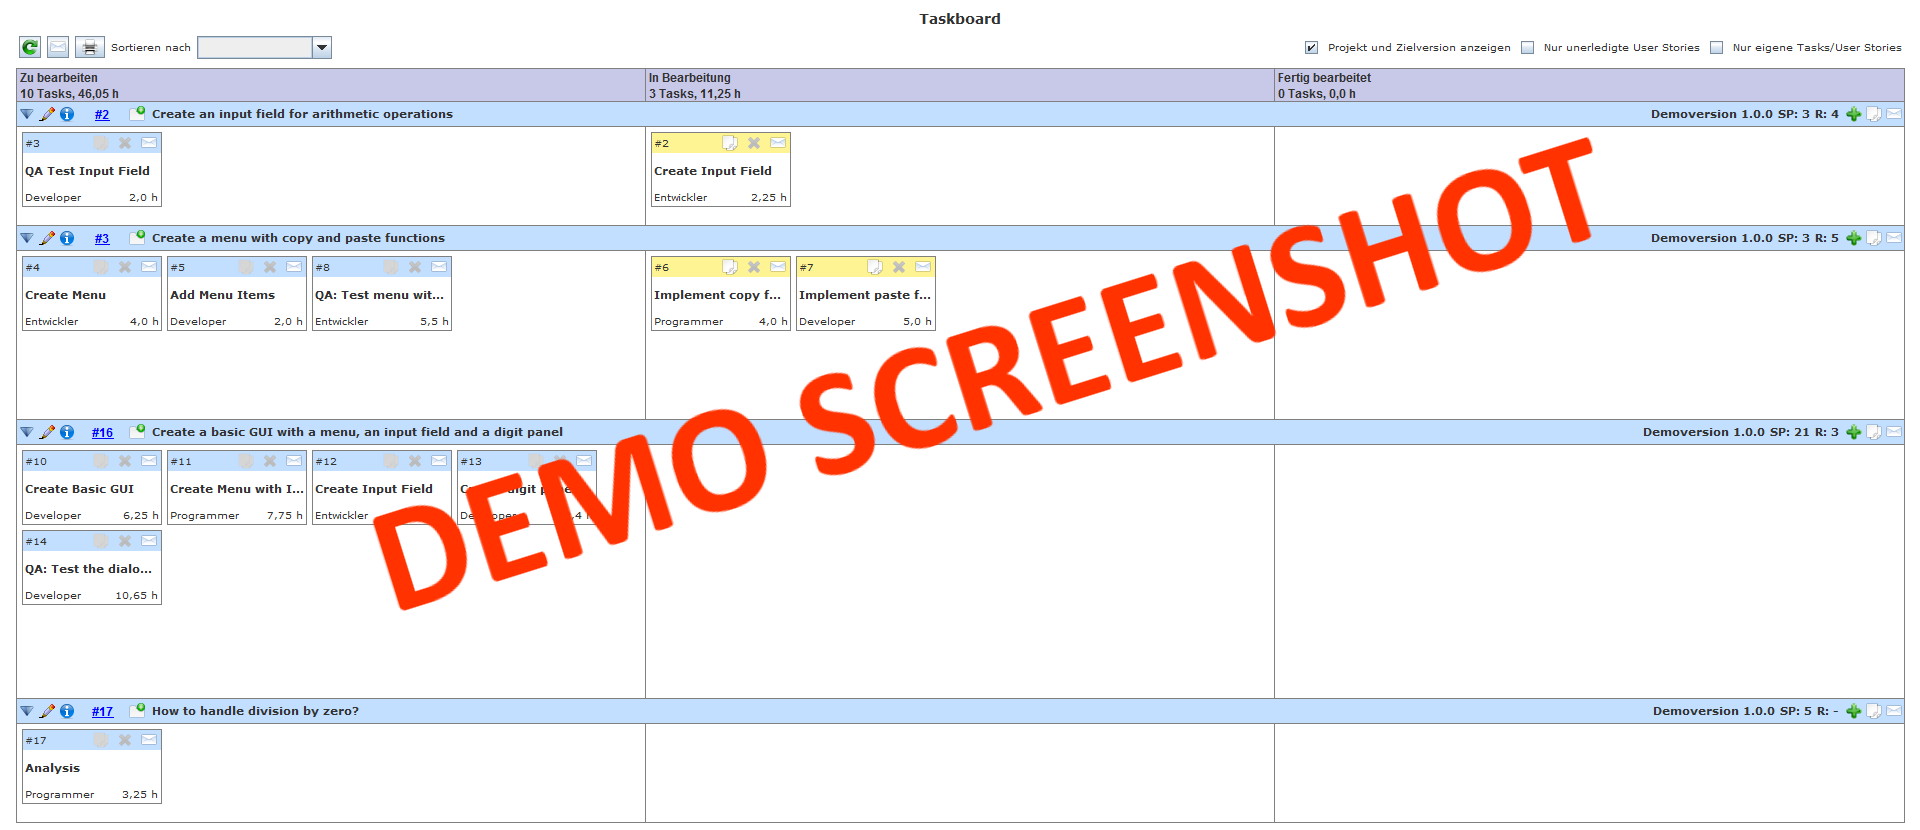 Taskboard
Sortieren nach
Projekt und Zielversion anzeigen Nur unerledigte User Stories Nur eigene Tasks/User Stories
Zu bearbeiten In Bearbeitung Fertig bearbeitet
10 Tasks, 46,05 h 3 Tasks, 11,25 h 0 Tasks, 0,0 h
#2 Create an input field for arithmetic operations Demoversion 1.0.0 SP: 3 R: 4
#3 #2
QA Test Input Field Create Input Field
Developer 2,0 h Entwickler 2,25 h
#3 Create a menu with copy and paste functions Demoversion 1.0.0 SP: 3 R: 5
#4 #5 #8 #6 #7
Create Menu Add Menu Items QA: Test menu wit... Implement copy f... Implement paste f...
Entwickler 4,0 h Developer 2,0 h Entwickler 5,5 h Programmer 4,0 h Developer 5,0 h
#16 Create a basic GUI with a menu, an input field and a digit panel Demoversion 1.0.0 SP: 21 R: 3
#10 #11 #12 #13
Create Basic GUI Create Menu with I... Create Input Field
Developer 6,25 h Programmer 7,75 h Entwickler
#14
QA: Test the dialo...
Developer 10,65 h
#17 How to handle division by zero? Demoversion 1.0.0 SP: 5 R: -
#17
Analysis
Programmer 3,25 h
DEMO SCREENSHOT